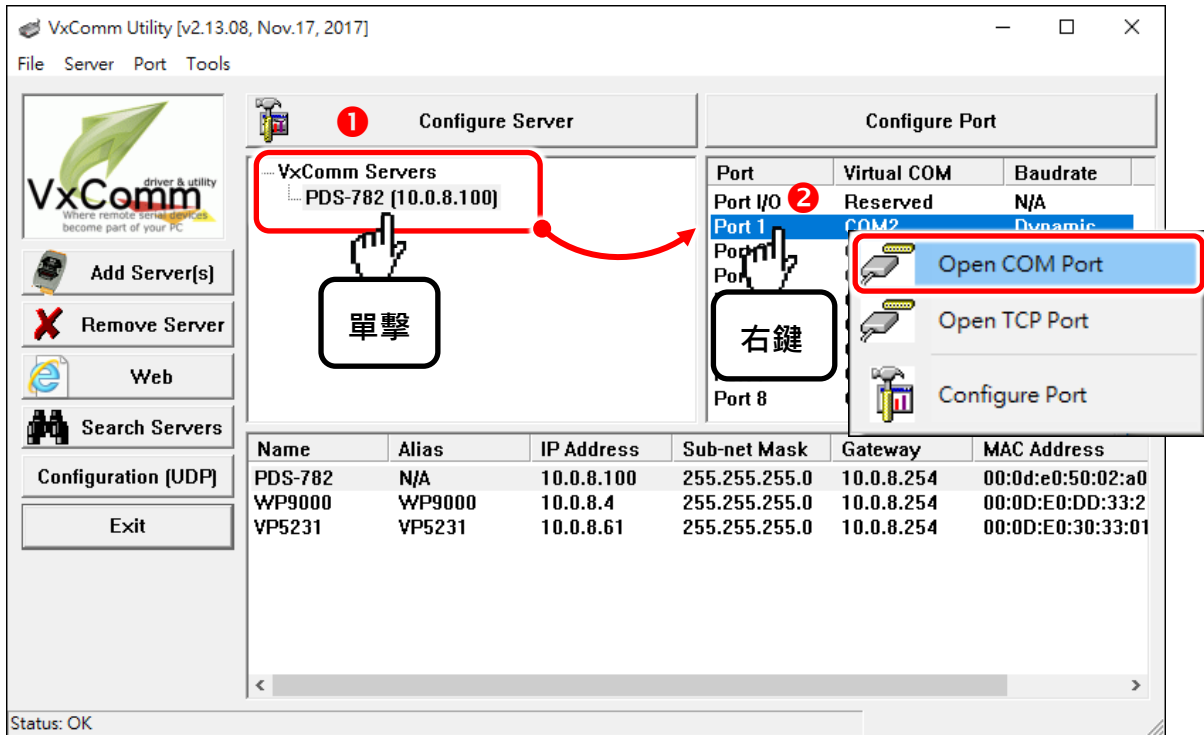 VxComm Utility [v2.13.08, Nov.17, 2017]
File Server Port Tools
VxComm
driver & utility
Where remote serial devices
become part of your PC
Add Server(s)
Remove Server
Web
Search Servers
Configuration (UDP)
Exit
1 Configure Server
VxComm Servers
PDS-782 (10.0.8.100)
單擊
Configure Port
Port Virtual COM Baudrate
Port I/O 2 Reserved N/A
Port 1 COM2 Dynamic
Port 8
右鍵
Open COM Port
Open TCP Port
Configure Port
Name Alias IP Address Sub-net Mask Gateway MAC Address
PDS-782 N/A 10.0.8.100 255.255.255.0 10.0.8.254 00:0d:e0:50:02:a0
WP9000 WP9000 10.0.8.4 255.255.255.0 10.0.8.254 00:0D:E0:DD:33:2
VP5231 VP5231 10.0.8.61 255.255.255.0 10.0.8.254 00:0D:E0:30:33:01
Status: OK